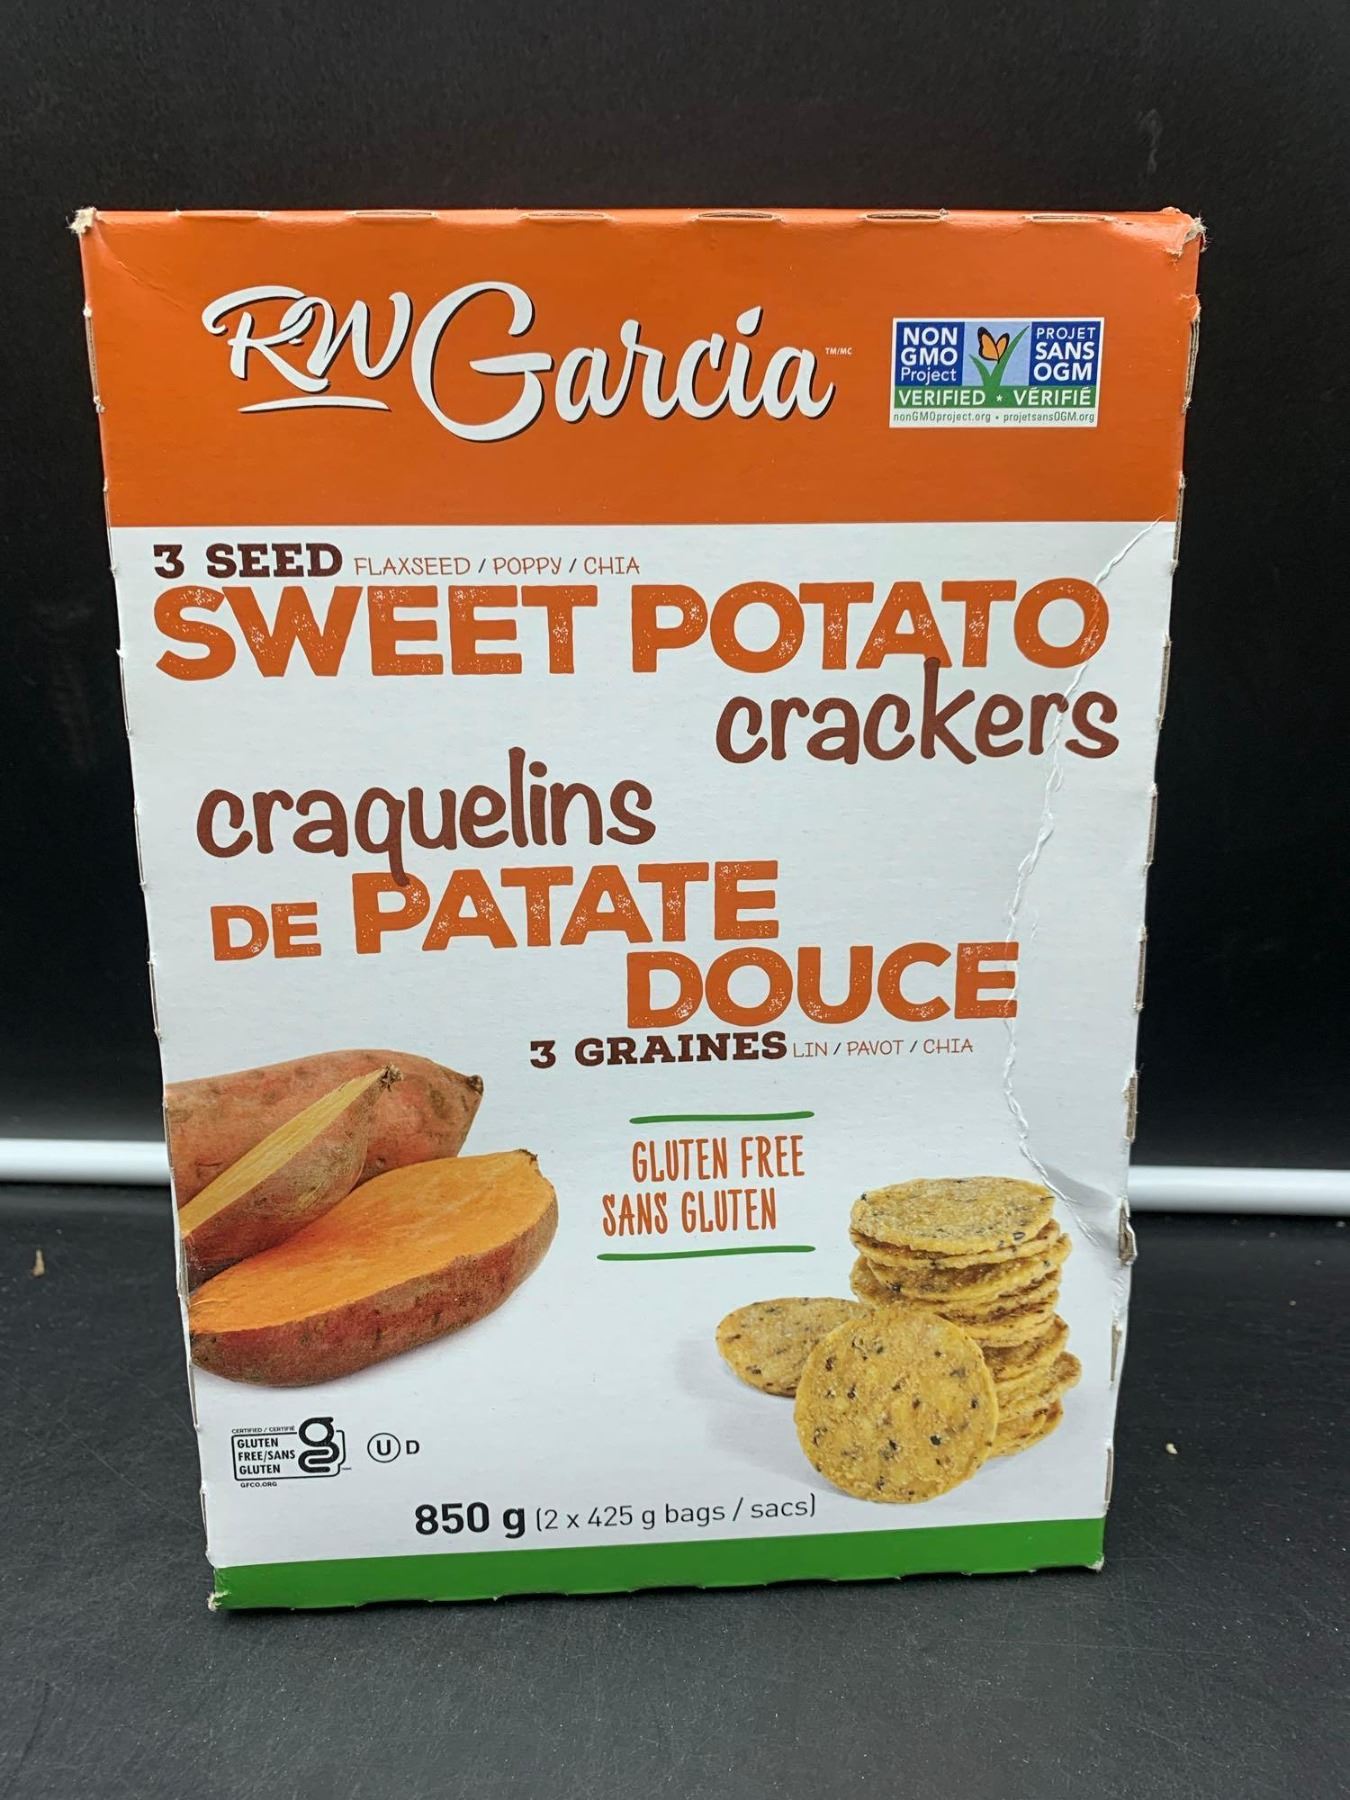 RW Garcia TM/MC
NON GMO Project
PROJET SANS OGM
VERIFIED • VÉRIFIÉ
nonGMOproject.org • projetsansOGM.org
3 SEED FLAXSEED / POPPY / CHIA
SWEET POTATO
crackers
craquelins
DE PATATE
DOUCE
3 GRAINES LIN / PAVOT / CHIA
GLUTEN FREE
SANS GLUTEN
CERTIFIED / CERTIFIÉ
GLUTEN
FREE/SANS
GLUTEN
GFCO.ORG
U D
850 g (2 x 425 g bags / sacs)